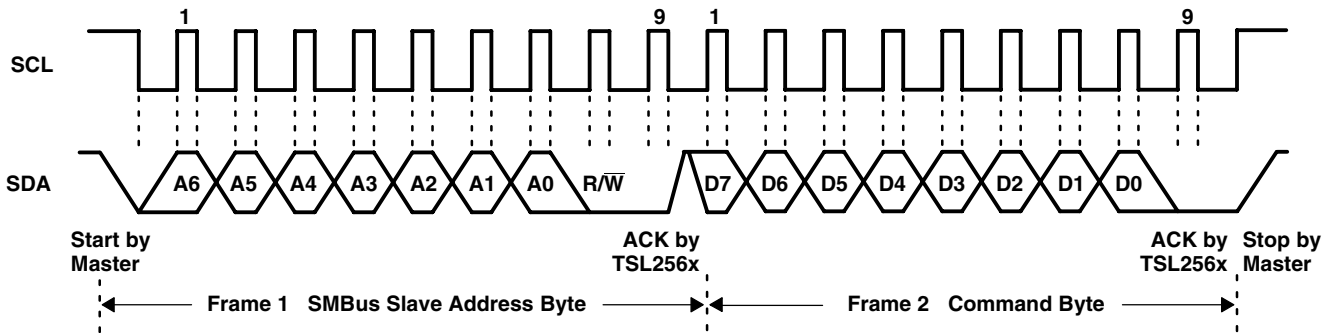 1 9 1 9
SCL
SDA A6 A5 A4 A3 A2 A1 A0 R/W̅ D7 D6 D5 D4 D3 D2 D1 D0
Start by
Master
ACK by
TSL256x
ACK by
TSL256x
Stop by
Master
Frame 1 SMBus Slave Address Byte
Frame 2 Command Byte